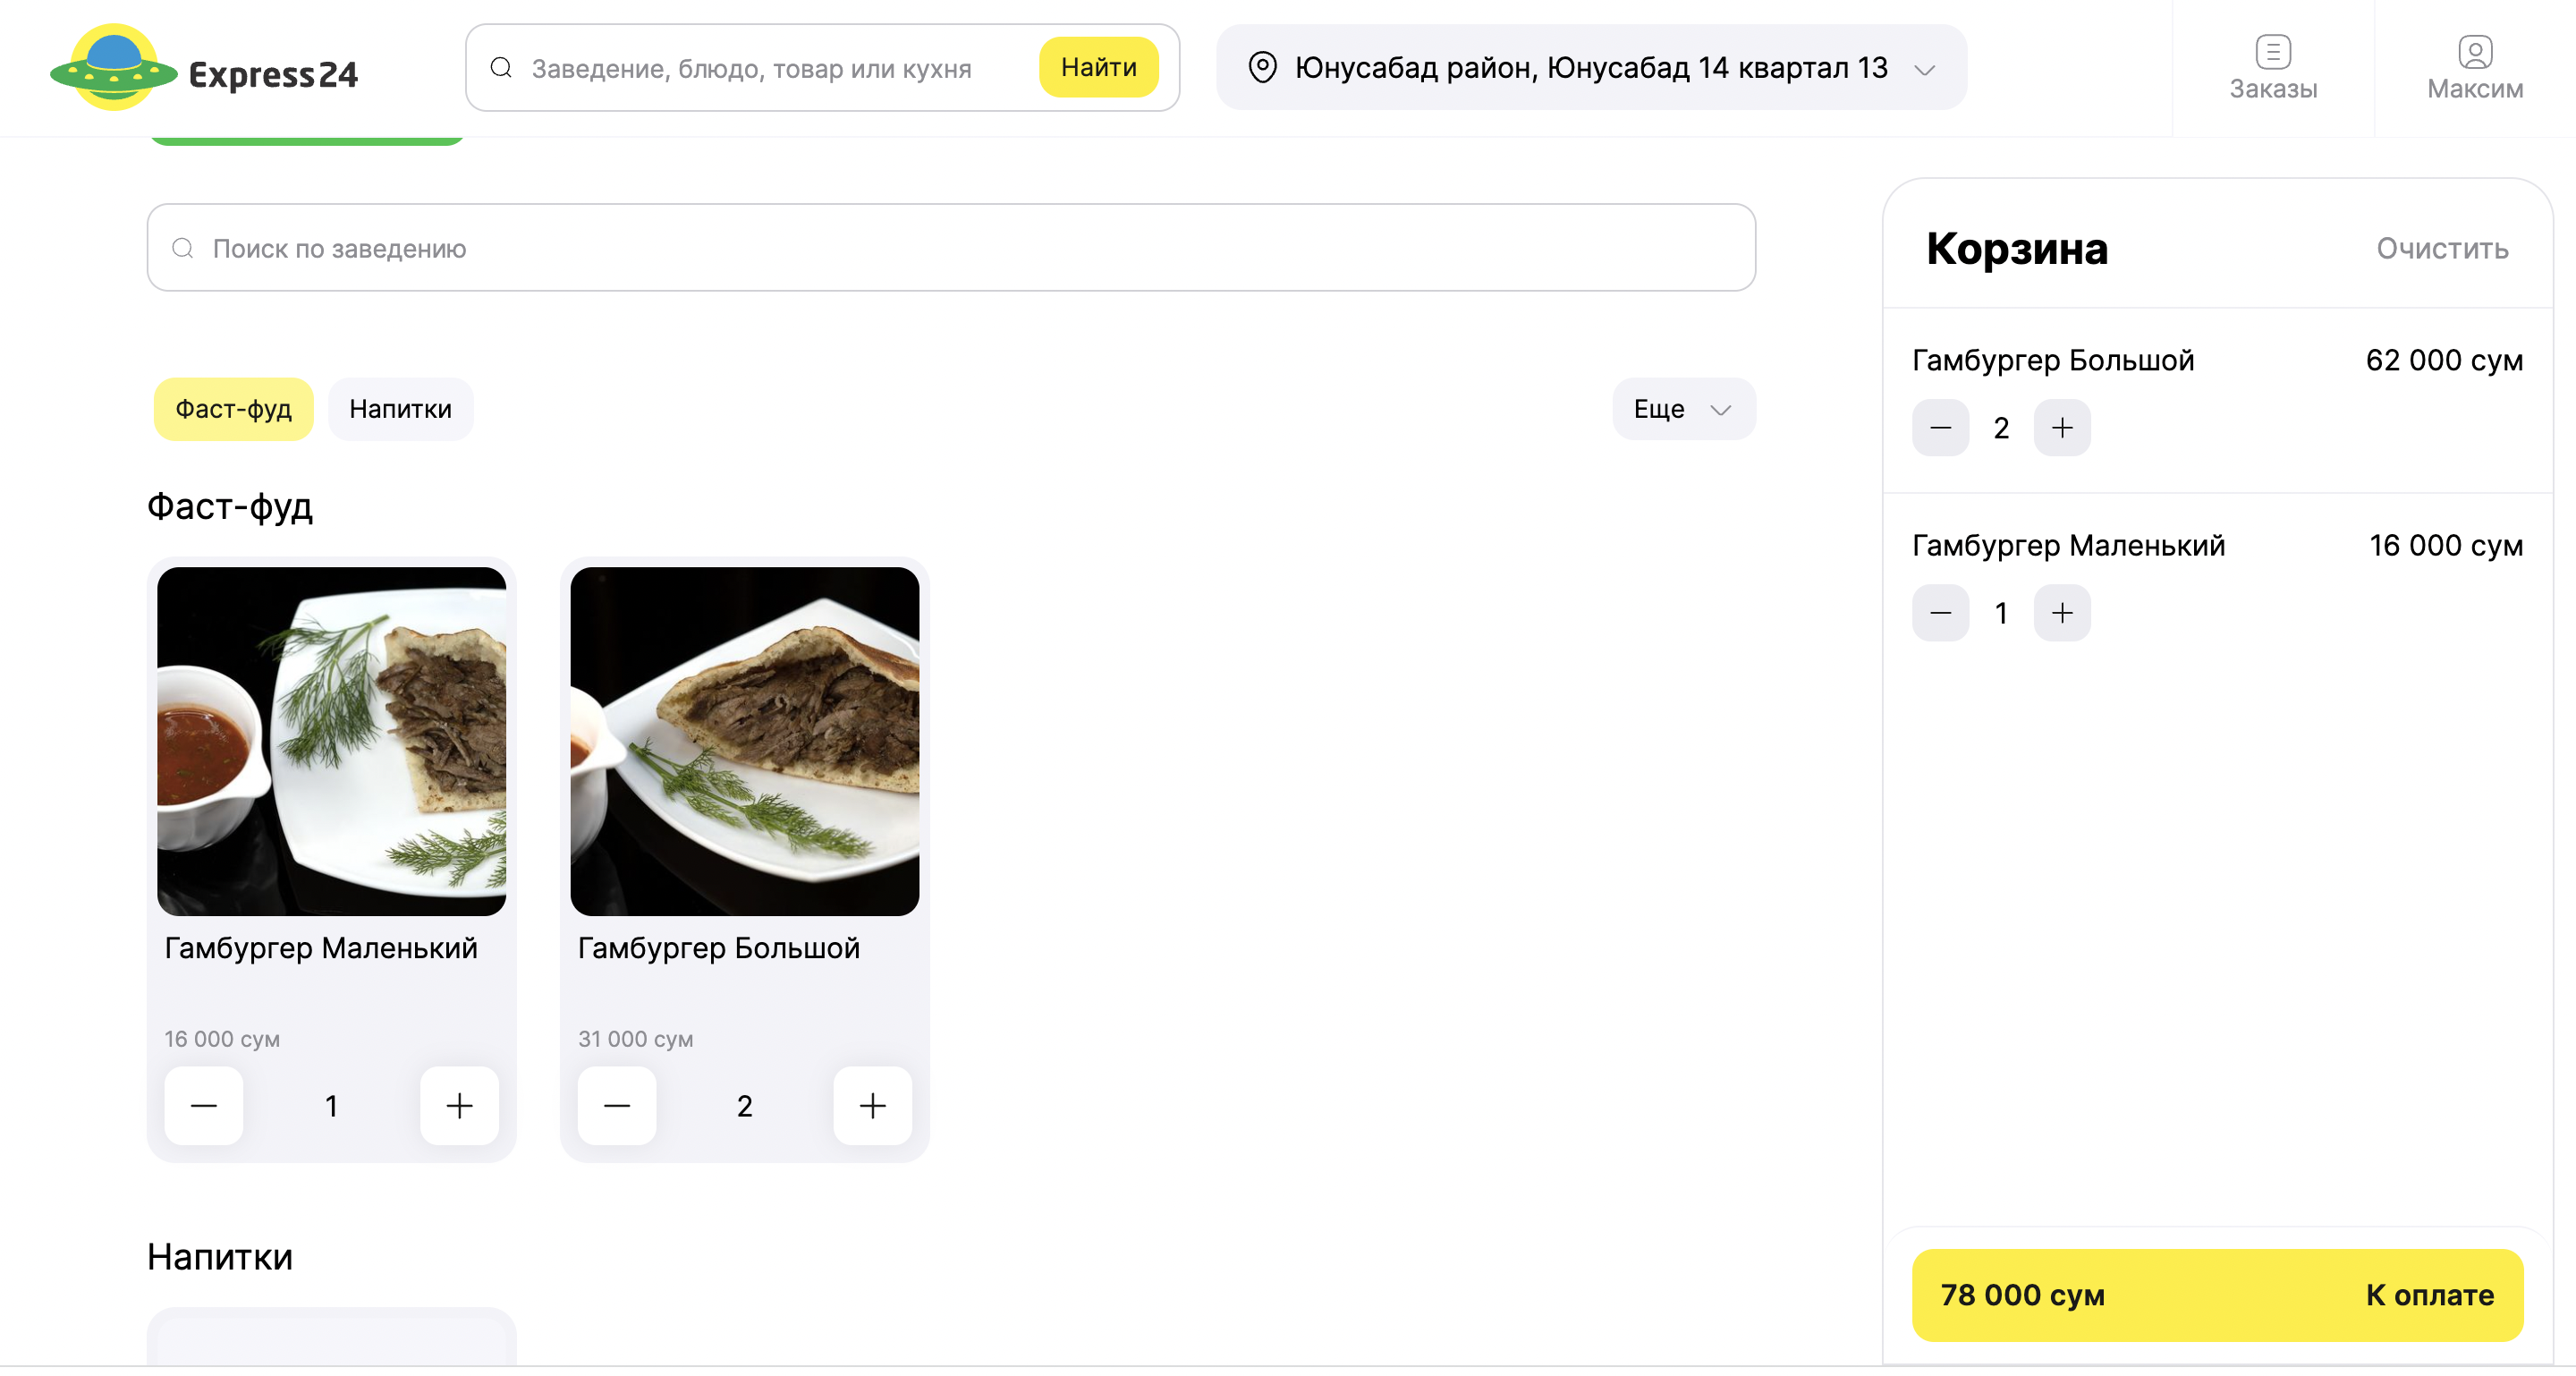 Express24
Заведение, блюдо, товар или кухня
Найти
Юнусабад район, Юнусабад 14 квартал 13
Заказы
Максим
Поиск по заведению
Фаст-фуд
Напитки
Еще
Фаст-фуд
Гамбургер Маленький
16 000 сум
1
Гамбургер Большой
31 000 сум
2
Напитки
Корзина
Очистить
Гамбургер Большой
62 000 сум
2
Гамбургер Маленький
16 000 сум
1
78 000 сум
К оплате